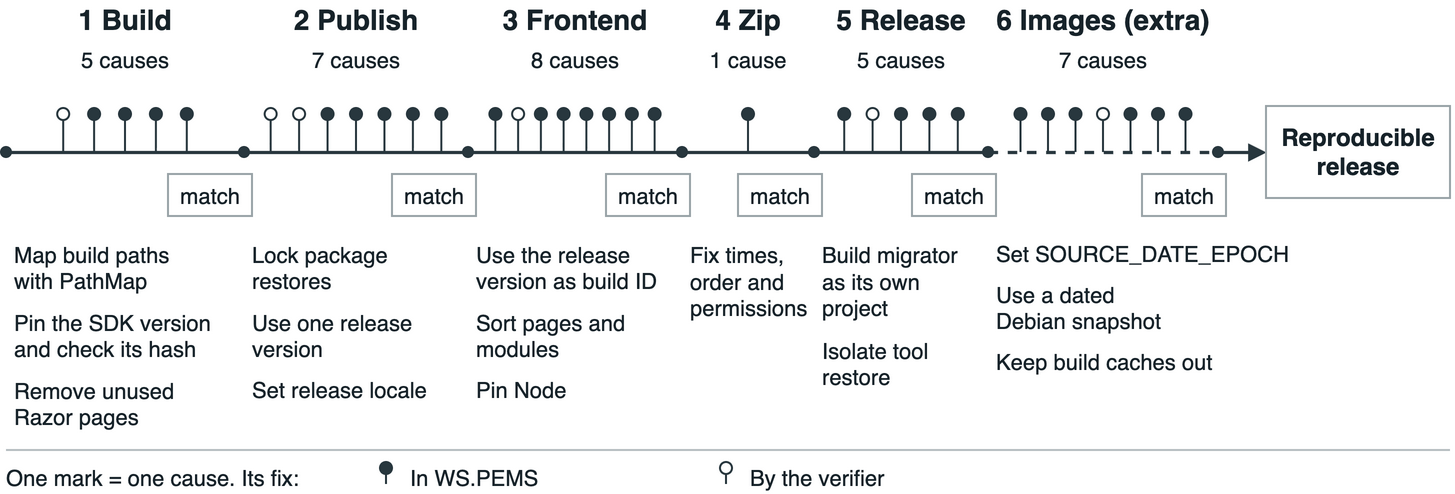 1 Build
5 causes
2 Publish
7 causes
3 Frontend
8 causes
4 Zip
1 cause
5 Release
5 causes
6 Images (extra)
7 causes
Reproducible
release
match
match
match
match
match
match
Map build paths
with PathMap
Pin the SDK version
and check its hash
Remove unused
Razor pages
Lock package
restores
Use one release
version
Set release locale
Use the release
version as build ID
Sort pages and
modules
Pin Node
Fix times,
order and
permissions
Build migrator
as its own
project
Isolate tool
restore
Set SOURCE_DATE_EPOCH
Use a dated
Debian snapshot
Keep build caches out
One mark = one cause. Its fix:
In WS.PEMS
By the verifier